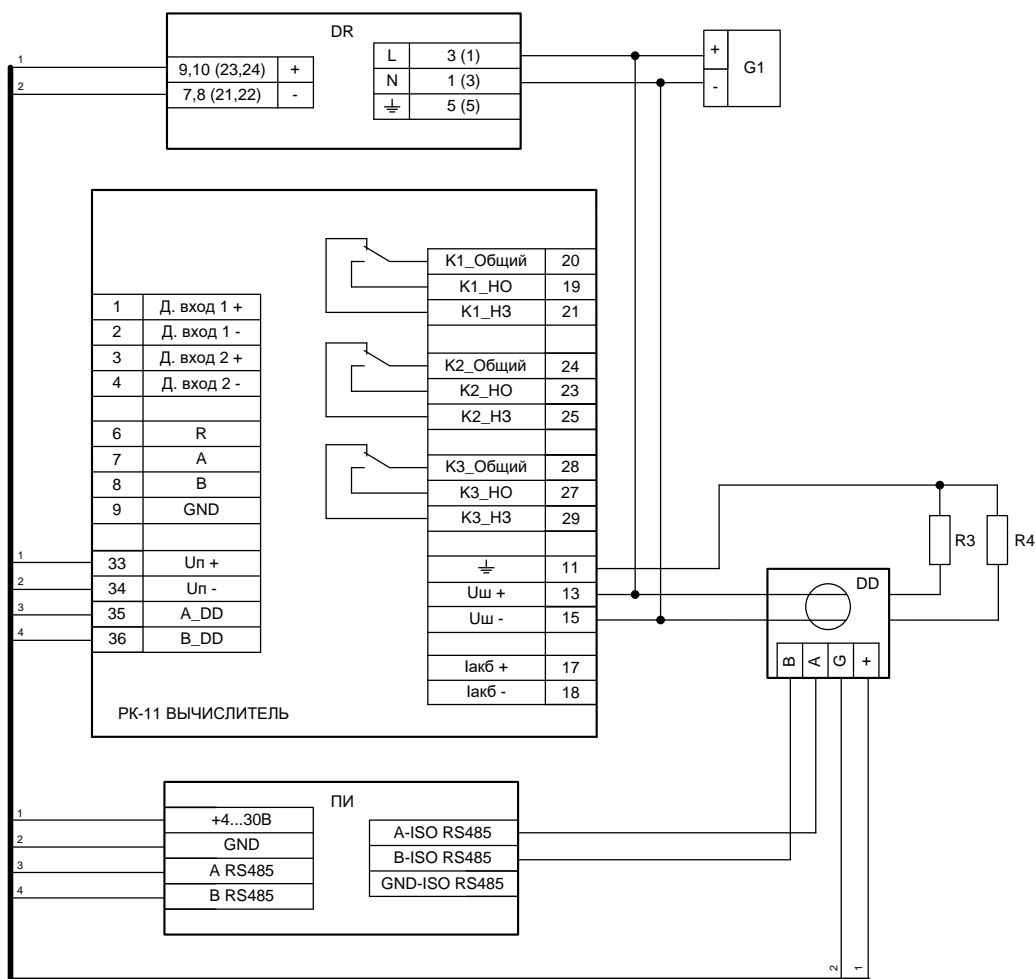 DR
1
9,10 (23,24) +
2
7,8 (21,22) -
L 3 (1)
N 1 (3)
5 (5)
+
-
G1
1 Д. вход 1 +
2 Д. вход 1 -
3 Д. вход 2 +
4 Д. вход 2 -
6 R
7 A
8 B
9 GND
1
33 Uп +
2
34 Uп -
3
35 A_DD
4
36 B_DD
K1_Общий 20
K1_НО 19
K1_НЗ 21
K2_Общий 24
K2_НО 23
K2_НЗ 25
K3_Общий 28
K3_НО 27
K3_НЗ 29
11
Uш + 13
Uш - 15
Iакб + 17
Iакб - 18
РК-11 ВЫЧИСЛИТЕЛЬ
R3
R4
DD
B A G +
ПИ
1
+4...30В
2
GND
3
A RS485
4
B RS485
A-ISO RS485
B-ISO RS485
GND-ISO RS485
2
1